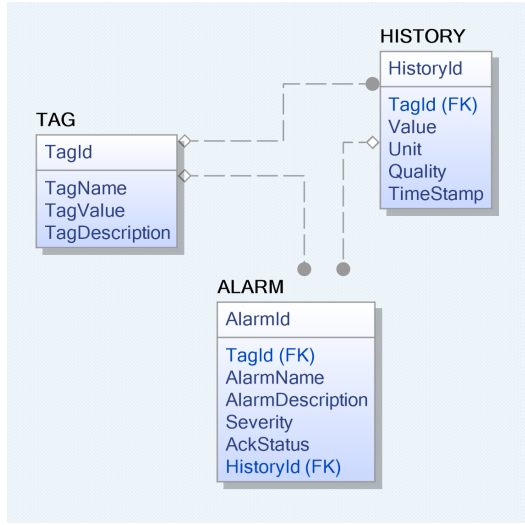 HISTORY
HistoryId
TagId (FK)
Value
Unit
Quality
TimeStamp
TAG
TagId
TagName
TagValue
TagDescription
ALARM
AlarmId
TagId (FK)
AlarmName
AlarmDescription
Severity
AckStatus
HistoryId (FK)